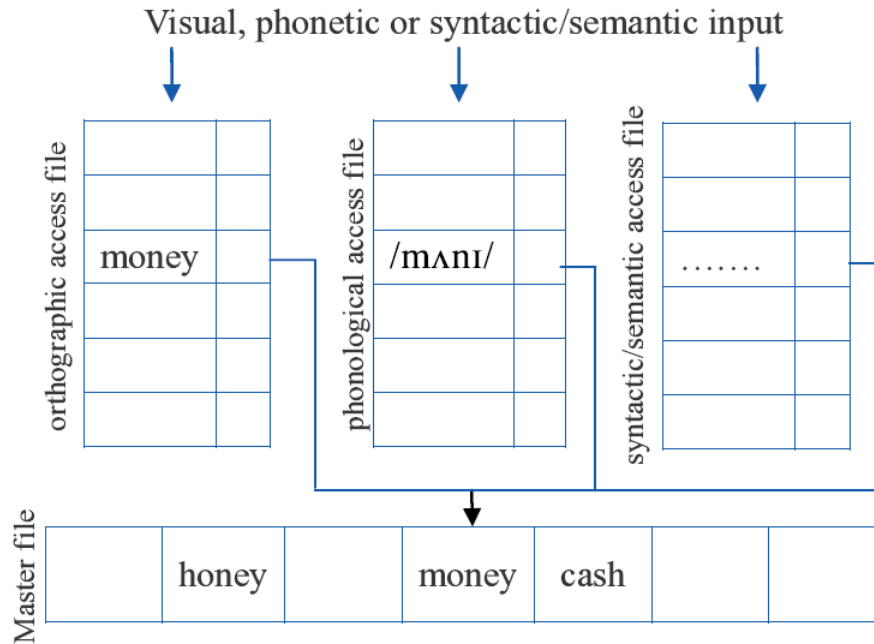 Visual, phonetic or syntactic/semantic input
orthographic access file
money
phonological access file
/mʌnɪ/
syntactic/semantic access file
.......
Master file
honey
money
cash